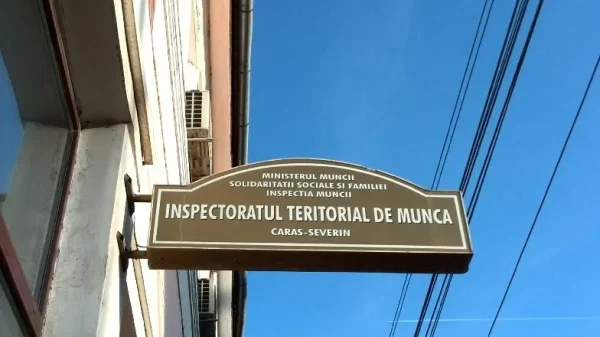 MINISTERUL MUNCII
SOLIDARITATII SOCIALE SI FAMILIEI
INSPECTIA MUNCII
INSPECTORATUL TERITORIAL DE MUNCA
CARAS-SEVERIN